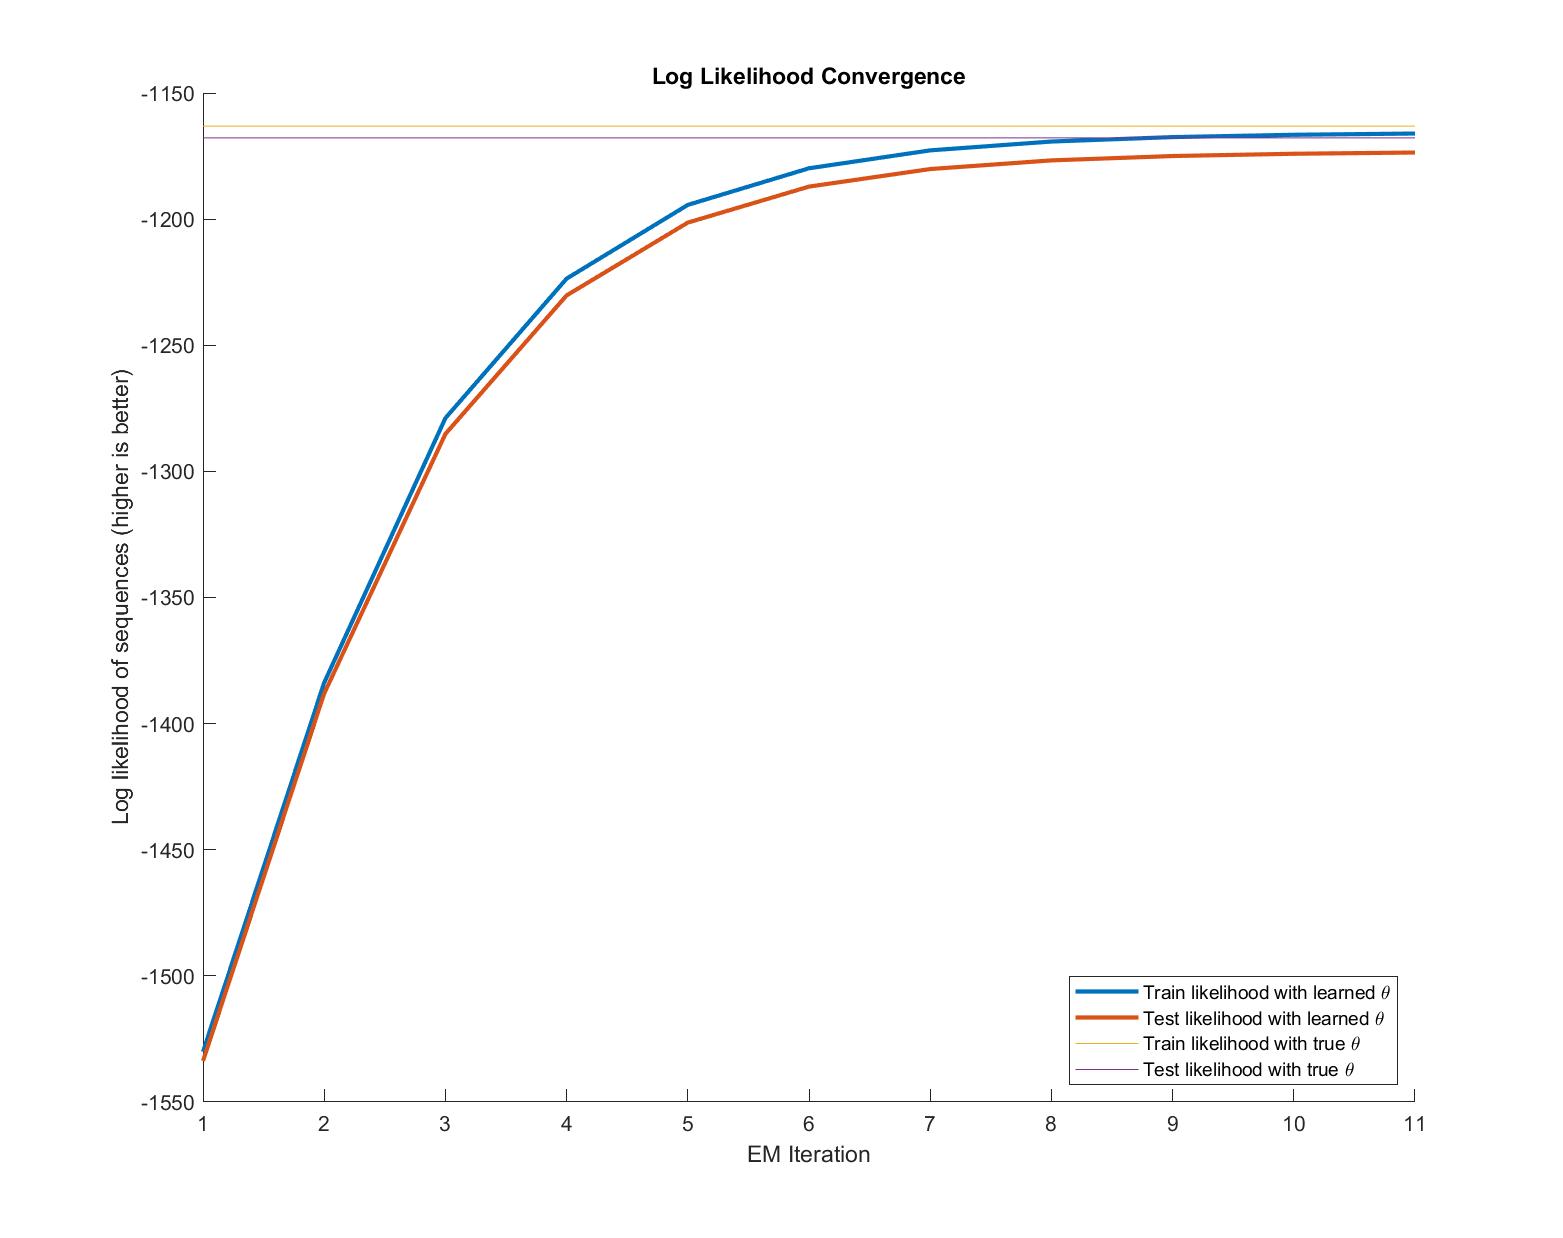 Log Likelihood Convergence
Log likelihood of sequences (higher is better)
-1150
-1200
-1250
-1300
-1350
-1400
-1450
-1500
-1550
1 2 3 4 5 6 7 8 9 10 11
EM Iteration
Train likelihood with learned θ
Test likelihood with learned θ
Train likelihood with true θ
Test likelihood with true θ